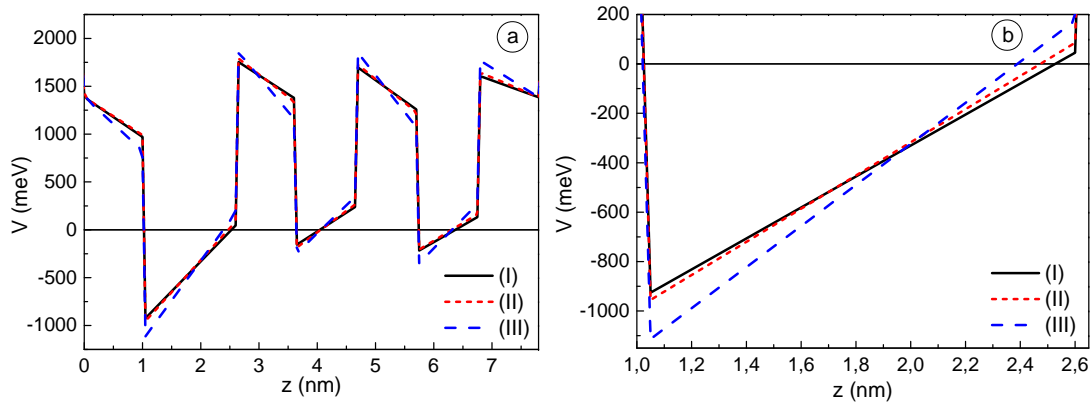 a
V (meV)
2000
1500
1000
500
0
-500
-1000
(I)
(II)
(III)
0 1 2 3 4 5 6 7
z (nm)
b
V (meV)
200
0
-200
-400
-600
-800
-1000
(I)
(II)
(III)
1,0 1,2 1,4 1,6 1,8 2,0 2,2 2,4 2,6
z (nm)